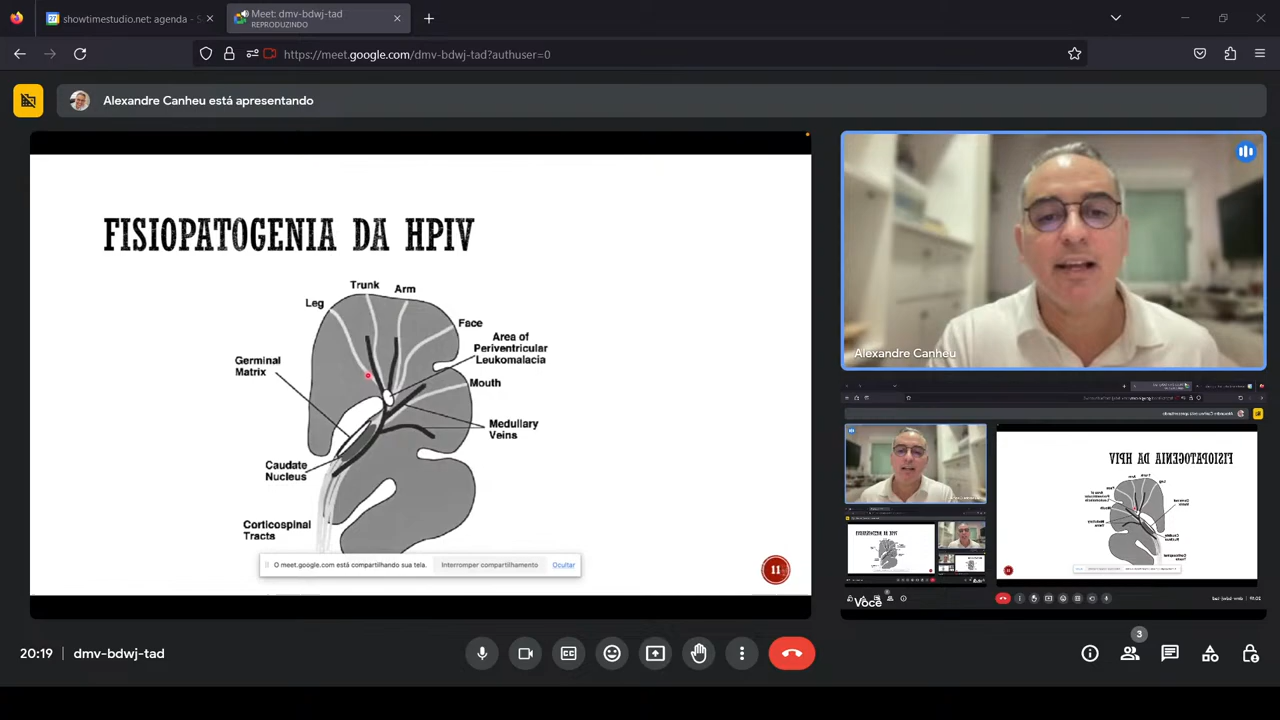 showtimestudio.net: agenda - S
Meet: dmv-bdwj-tad
REPRODUZINDO
https://meet.google.com/dmv-bdwj-tad?authuser=0
Alexandre Canheu está apresentando
FISIOPATOGENIA DA HPIV
Leg
Trunk
Arm
Face
Area of
Periventricular
Leukomalacia
Germinal
Matrix
Mouth
Medullary
Veins
Caudate
Nucleus
Corticospinal
Tracts
O meet.google.com está compartilhando sua tela.
Interromper compartilhamento
Ocultar
11
Alexandre Canheu
FISIOPATOGENIA DA HPIV
Você
20:19
dmv-bdwj-tad
3